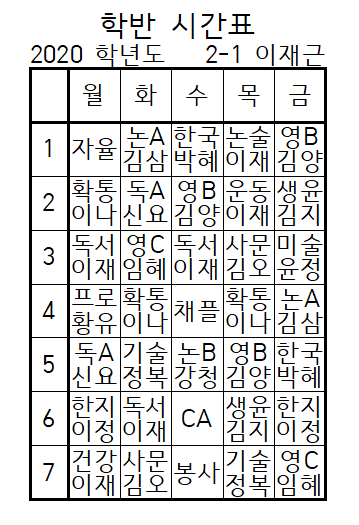 학반 시간표
2020 학년도 2-1 이재근
월 화 수 목 금
1 자율 논A 한국 논술 영B
김삼 박혜 이재 김양
2 확통 독A 영B 운동 생윤
이나 신요 김양 이재 김지
3 독서 영C 독서 사문 미술
이재 임혜 이재 김오 윤정
4 프로 확통 채플 확통 논A
황유 이나 이나 김삼
5 독A 기술 논B 영B 한국
신요 정복 강청 김양 박혜
6 한지 독서 CA 생윤 한지
이정 이재 김지 이정
7 건강 사문 봉사 기술 영C
이재 김오 정복 임혜